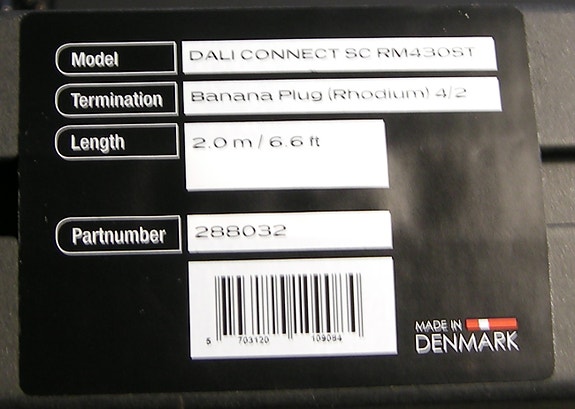 Model DALI CONNECT SC RM430ST
Termination Banana Plug (Rhodium) 4/2
Length 2.0 m / 6.6 ft
Partnumber 288032
5 703120 109084
MADE IN
DENMARK